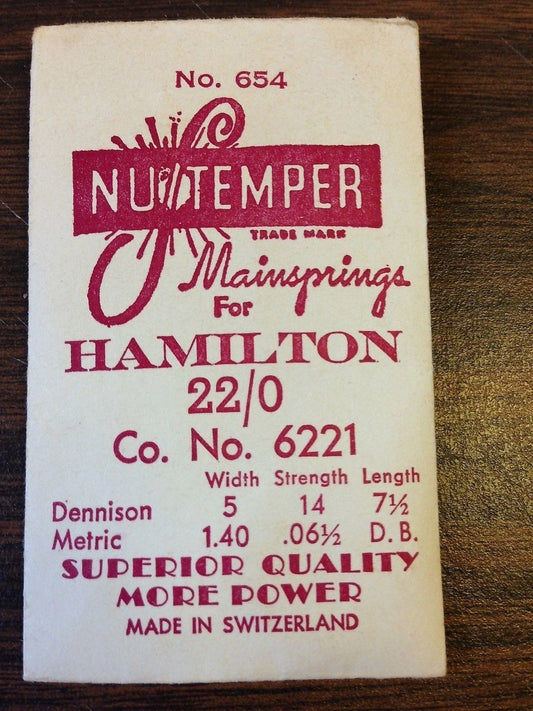 No. 654
NU TEMPER
TRADE MARK
Mainsprings
For
HAMILTON
22/0
Co. No. 6221
Width Strength Length
Dennison 5 14 7½
Metric 1.40 .06½ D.B.
SUPERIOR QUALITY
MORE POWER
MADE IN SWITZERLAND